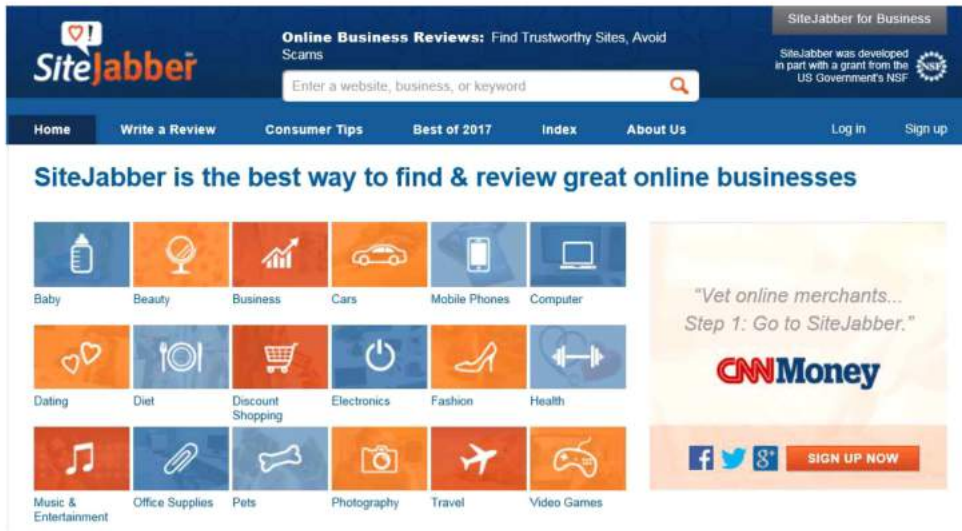 SiteJabber
Online Business Reviews: Find Trustworthy Sites, Avoid
Scams
Enter a website, business, or keyword
SiteJabber for Business
SiteJabber was developed
in part with a grant from the
US Government's NSF
NSF
Home
Write a Review
Consumer Tips
Best of 2017
Index
About Us
Log in
Sign up
SiteJabber is the best way to find & review great online businesses
Baby
Beauty
Business
Cars
Mobile Phones
Computer
Dating
Diet
Discount
Shopping
Electronics
Fashion
Health
Music &
Entertainment
Office Supplies
Pets
Photography
Travel
Video Games
"Vet online merchants...
Step 1: Go to SiteJabber."
CNNMoney
f
g+
SIGN UP NOW